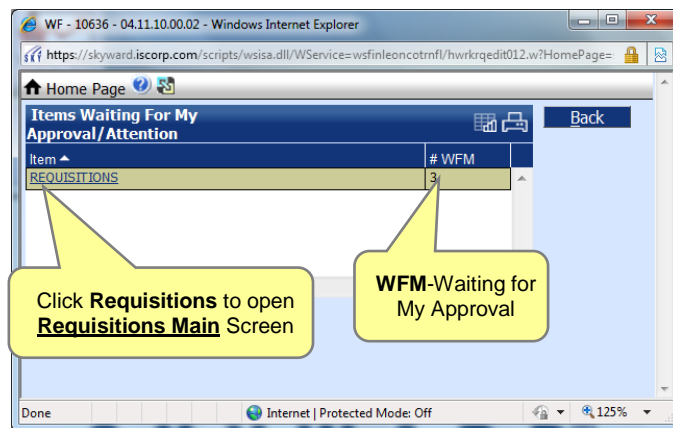 WF - 10636 - 04.11.10.00.02 - Windows Internet Explorer
https://skyward.iscorp.com/scripts/wsisa.dll/WService=wsfinleoncotrnfl/hwrkrqedit012.w?HomePage=
Home Page
Items Waiting For My
Approval/Attention
Back
Item
# WFM
REQUISITIONS
3
Click Requisitions to open
Requisitions Main Screen
WFM-Waiting for
My Approval
Done
Internet | Protected Mode: Off
125%